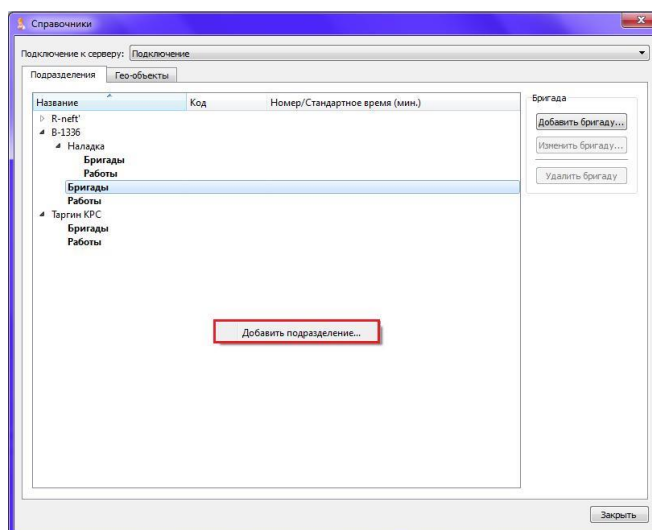 Справочники
Подключение к серверу: Подключение
Подразделения Гео-объекты
Название Код Номер/Стандартное время (мин.)
R-neft'
В-1336
Наладка
Бригады
Работы
Бригады
Работы
Таргин КРС
Бригады
Работы
Добавить подразделение...
Бригада
Добавить бригаду...
Изменить бригаду...
Удалить бригаду
Закрыть